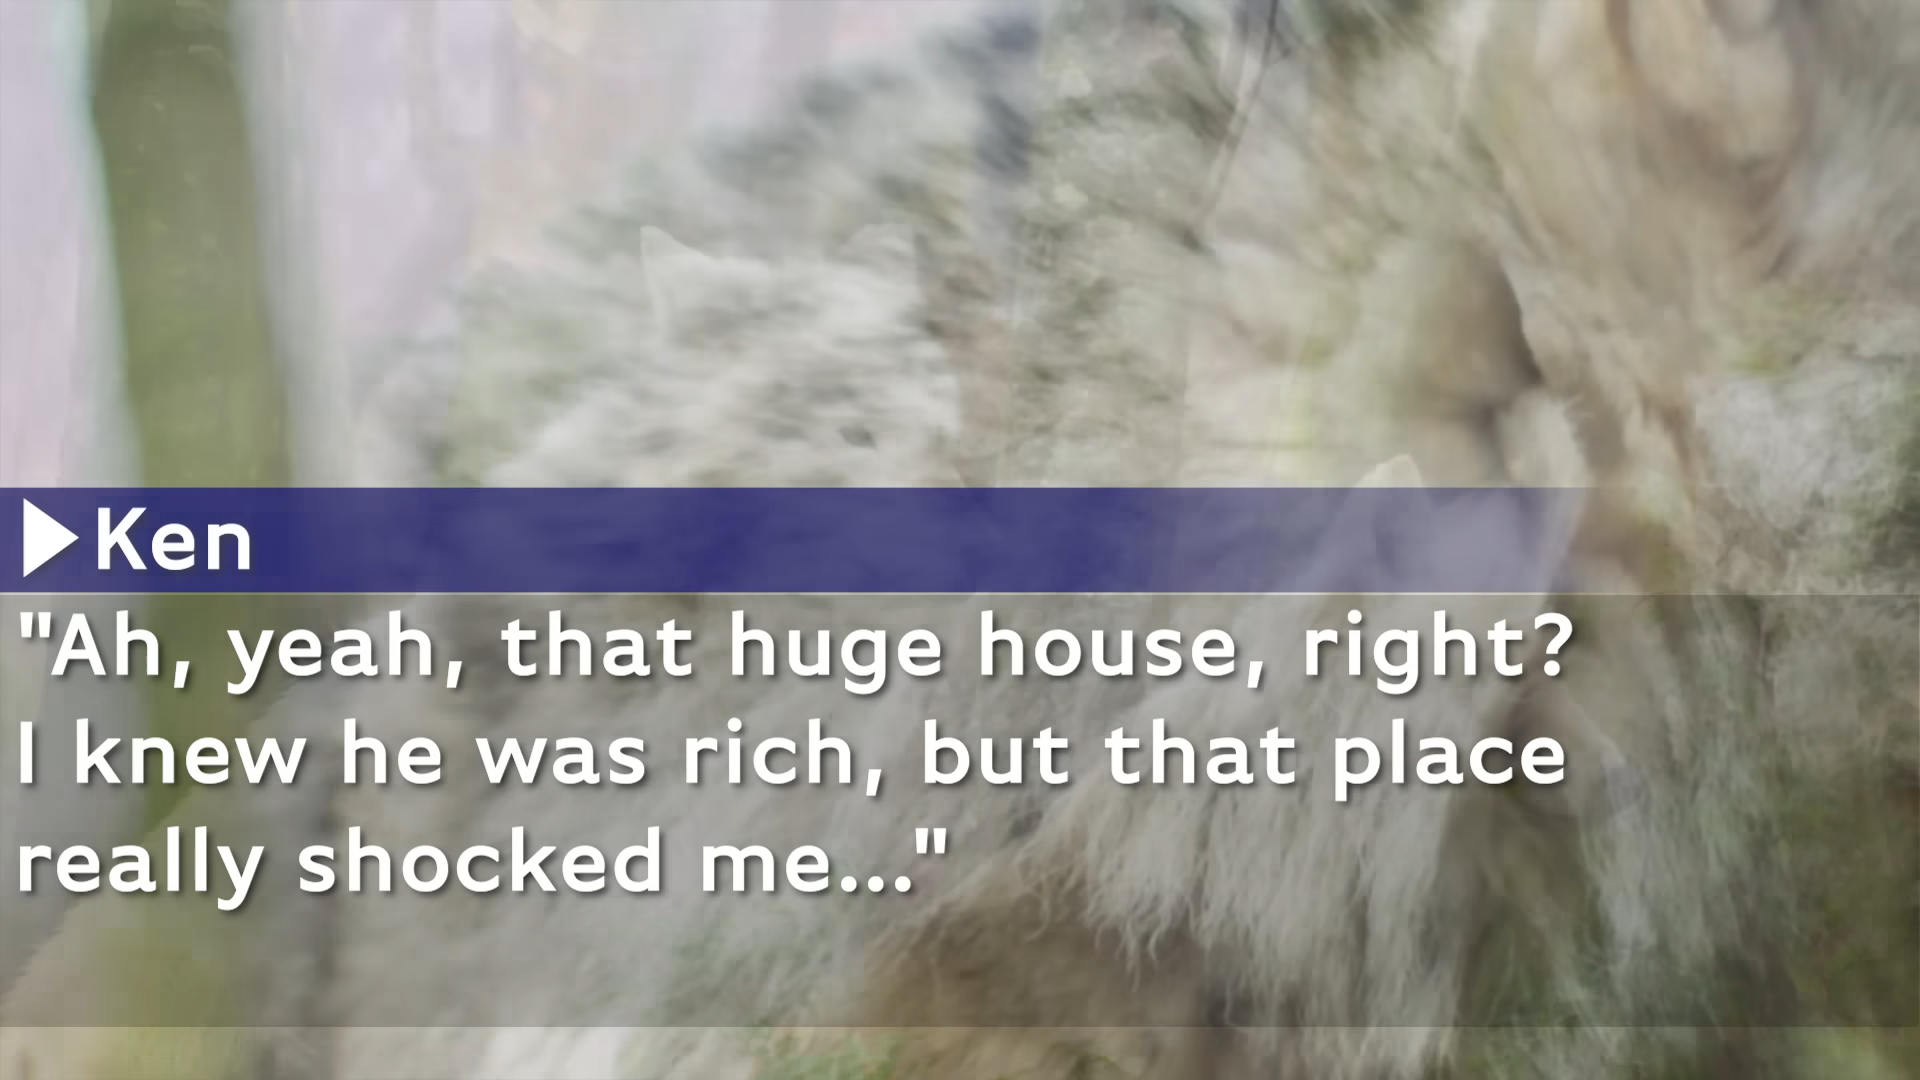 Ken
"Ah, yeah, that huge house, right?
I knew he was rich, but that place
really shocked me..."